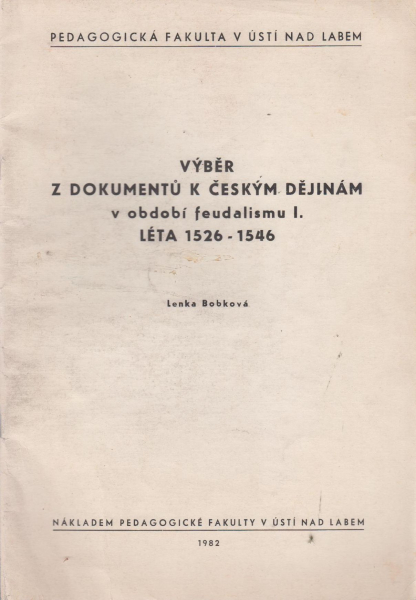 PEDAGOGICKÁ FAKULTA V ÚSTÍ NAD LABEM
VÝBĚR
Z DOKUMENTŮ K ČESKÝM DĚJINÁM
v období feudalismu I.
LÉTA 1526 - 1546
Lenka Bobková
NÁKLADEM PEDAGOGICKÉ FAKULTY V ÚSTÍ NAD LABEM
1982